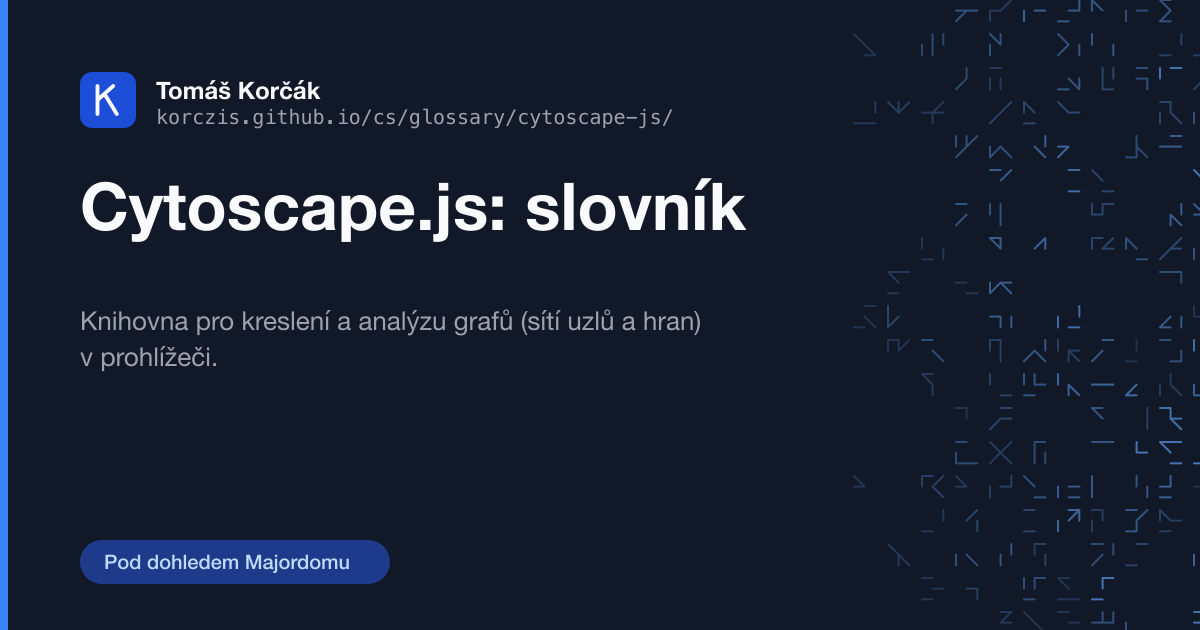 Tomáš Korčák
korczis.github.io/cs/glossary/cytoscape-js/
Cytoscape.js: slovník
Knihovna pro kreslení a analýzu grafů (sítí uzlů a hran)
v prohlížeči.
Pod dohledem Majordomu